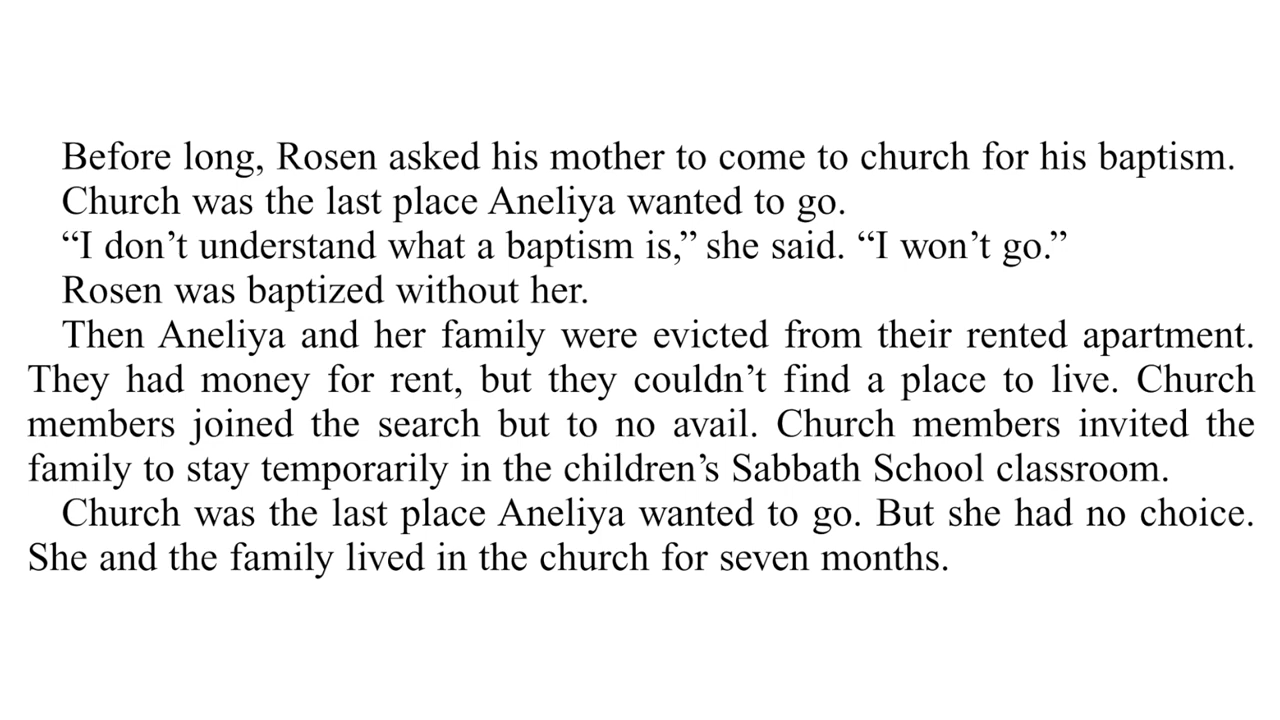 Before long, Rosen asked his mother to come to church for his baptism.
Church was the last place Aneliya wanted to go.
“I don’t understand what a baptism is,” she said. “I won’t go.”
Rosen was baptized without her.
Then Aneliya and her family were evicted from their rented apartment.
They had money for rent, but they couldn’t find a place to live. Church
members joined the search but to no avail. Church members invited the
family to stay temporarily in the children’s Sabbath School classroom.
Church was the last place Aneliya wanted to go. But she had no choice.
She and the family lived in the church for seven months.